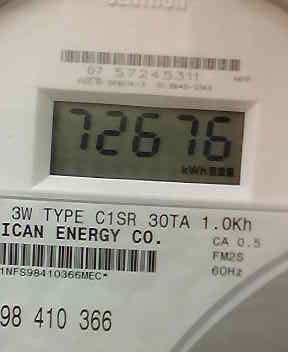 07 57245311
72676
kWh
3W TYPE C1SR 30TA 1.0Kh
ICAN ENERGY CO.
CA 0.5
FM2S
60Hz
1NFS98410366MEC*
98 410 366